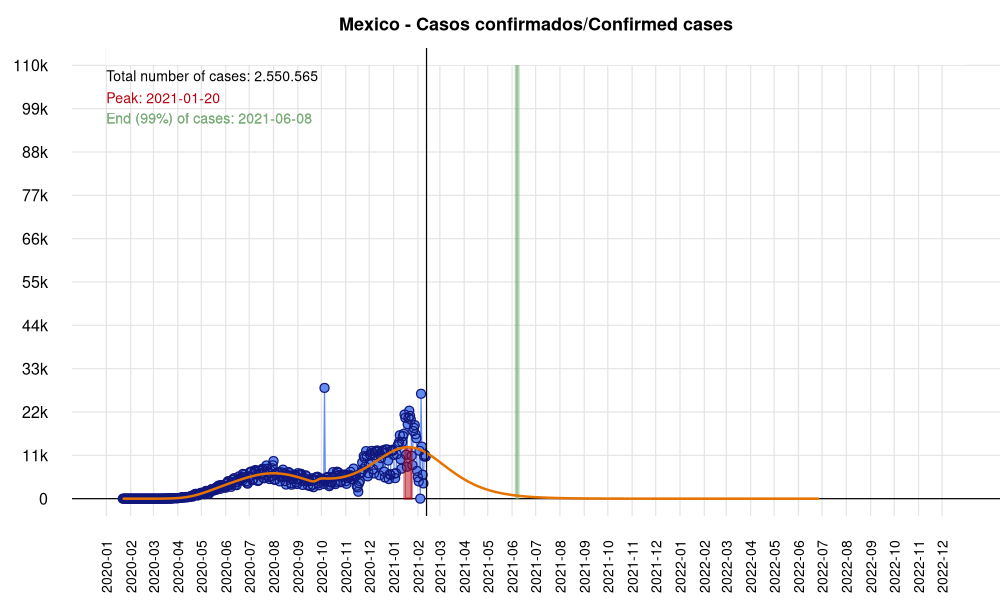 Mexico - Casos confirmados/Confirmed cases
Total number of cases: 2.550.565
Peak: 2021-01-20
End (99%) of cases: 2021-06-08
110k
99k
88k
77k
66k
55k
44k
33k
22k
11k
0
2020-01
2020-02
2020-03
2020-04
2020-05
2020-06
2020-07
2020-08
2020-09
2020-10
2020-11
2020-12
2021-01
2021-02
2021-03
2021-04
2021-05
2021-06
2021-07
2021-08
2021-09
2021-10
2021-11
2021-12
2022-01
2022-02
2022-03
2022-04
2022-05
2022-06
2022-07
2022-08
2022-09
2022-10
2022-11
2022-12